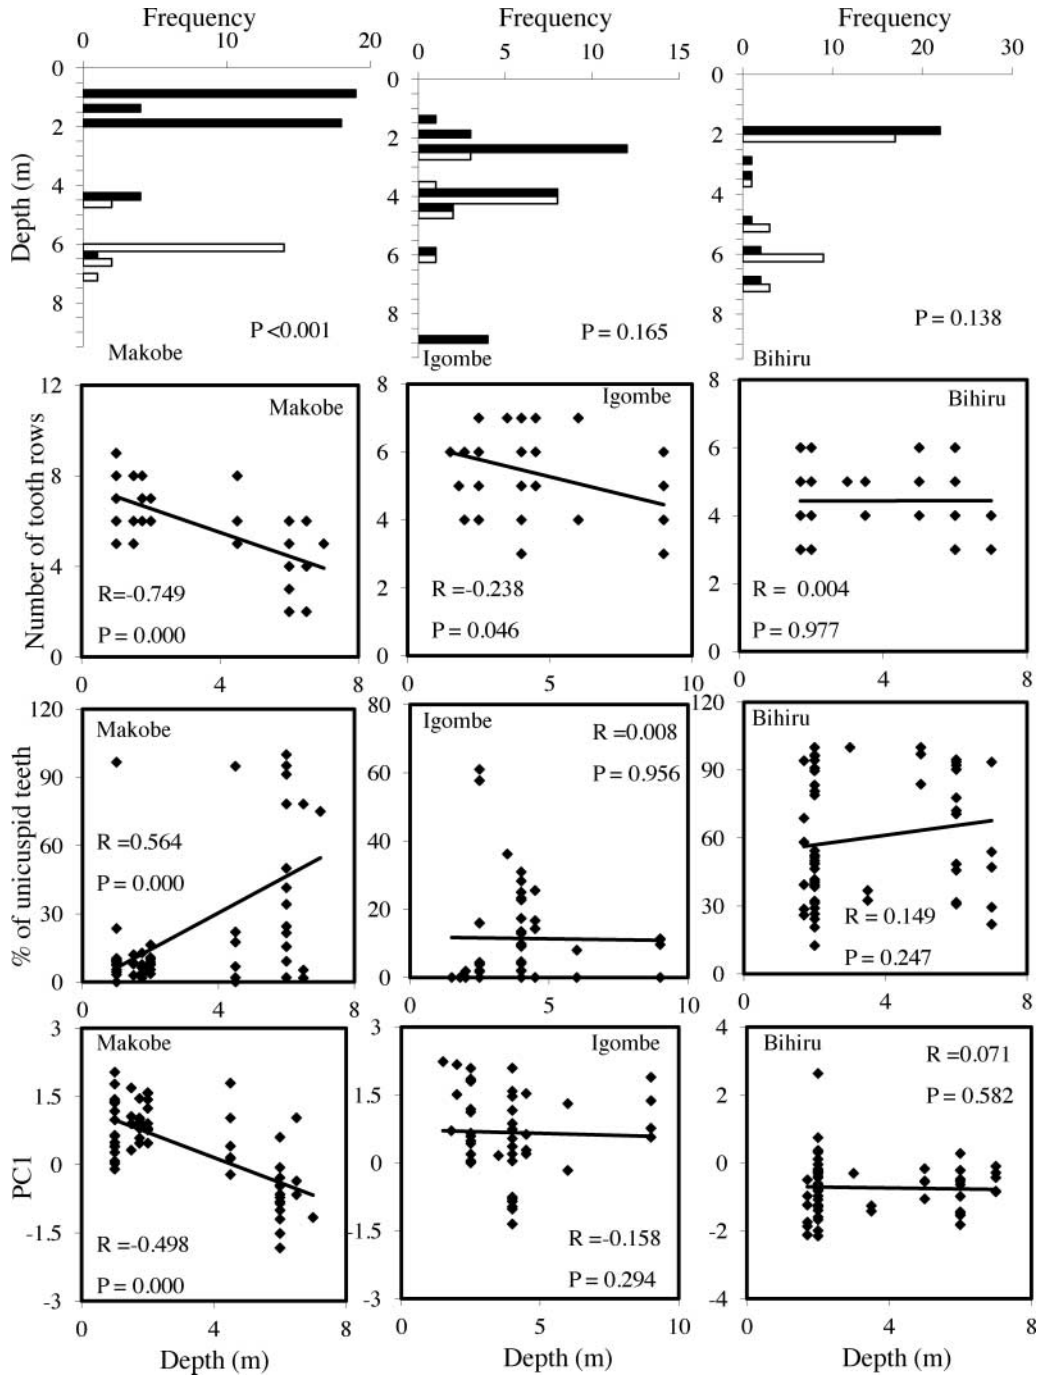 Frequency Frequency Frequency
0 10 20 0 5 10 15 0 10 20 30
0
2
4
6
8
Depth (m)
P <0.001
Makobe
0
2
4
6
8
P = 0.165
Igombe
0
2
4
6
8
P = 0.138
Bihiru
Number of tooth rows
12
8
4
0
Makobe
R=-0.749
P = 0.000
0 4 8
8
6
4
2
0
Igombe
R =-0.238
P = 0.046
0 5 10
8
6
4
2
0
Bihiru
R = 0.004
P = 0.977
0 4 8
% of unicuspid teeth
120
90
60
30
0
Makobe
R =0.564
P = 0.000
0 4 8
80
60
40
20
0
Igombe
R =0.008
P = 0.956
0 5 10
120
90
60
30
0
Bihiru
R = 0.149
P = 0.247
0 4 8
PC1
3
1.5
0
-1.5
-3
Makobe
R =-0.498
P = 0.000
0 4 8
Depth (m)
3
1.5
0
-1.5
-3
Igombe
R =-0.158
P = 0.294
0 5 10
Depth (m)
4
2
0
-2
-4
Bihiru
R =0.071
P = 0.582
0 4 8
Depth (m)